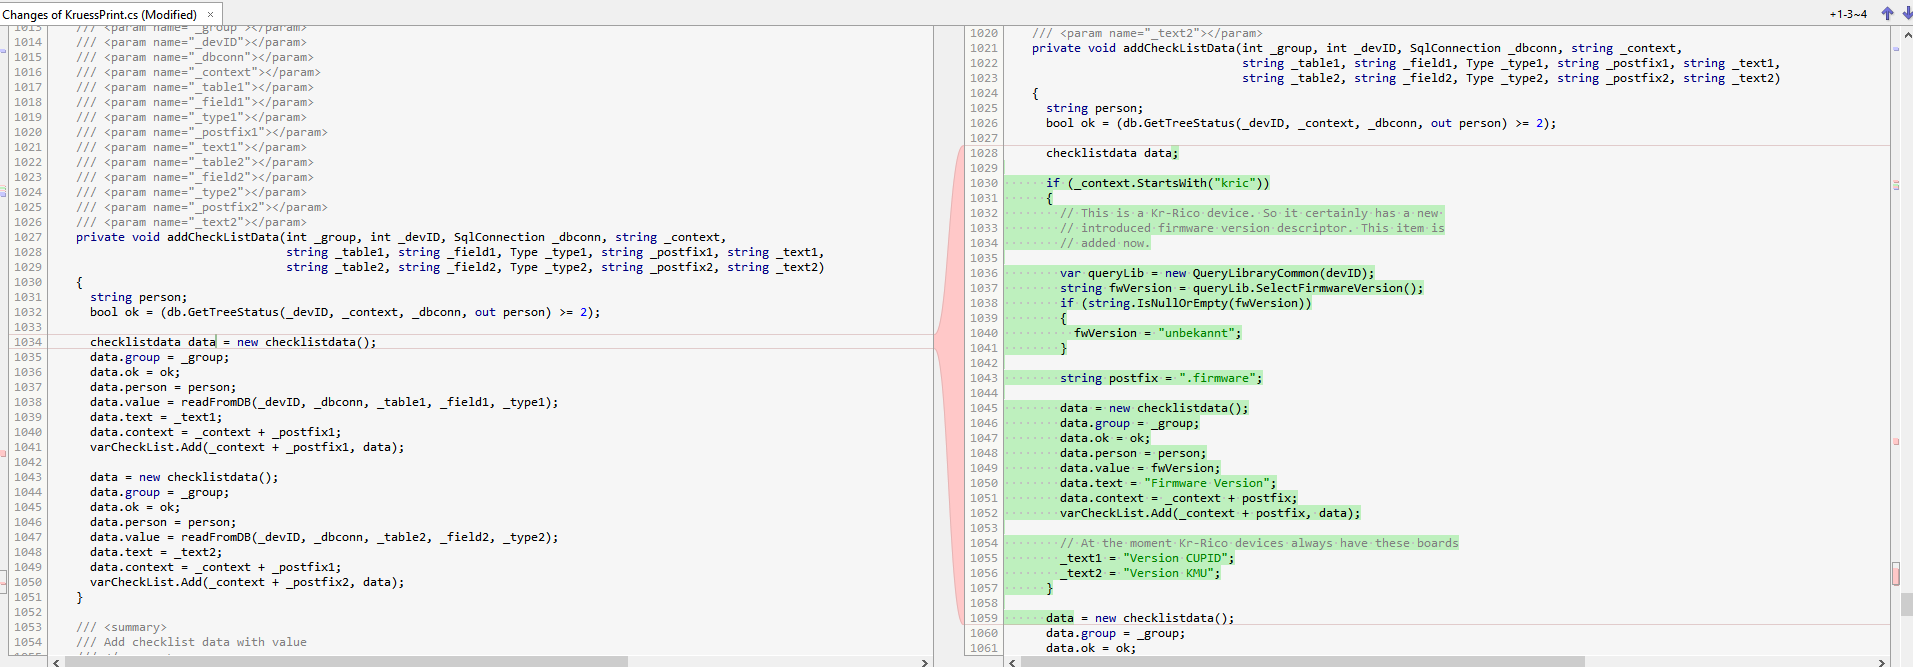 Changes of KruessPrint.cs (Modified) ×
+1-3~4
1013 /// <param name="_group"></param>
1014 /// <param name="_devID"></param>
1015 /// <param name="_dbconn"></param>
1016 /// <param name="_context"></param>
1017 /// <param name="_table1"></param>
1018 /// <param name="_field1"></param>
1019 /// <param name="_type1"></param>
1020 /// <param name="_postfix1"></param>
1021 /// <param name="_text1"></param>
1022 /// <param name="_table2"></param>
1023 /// <param name="_field2"></param>
1024 /// <param name="_type2"></param>
1025 /// <param name="_postfix2"></param>
1026 /// <param name="_text2"></param>
1027 private void addCheckListData(int _group, int _devID, SqlConnection _dbconn, string _context,
1028 string _table1, string _field1, Type _type1, string _postfix1, string _text1,
1029 string _table2, string _field2, Type _type2, string _postfix2, string _text2)
1030 {
1031 string person;
1032 bool ok = (db.GetTreeStatus(_devID, _context, _dbconn, out person) >= 2);
1033
1034 checklistdata data = new checklistdata();
1035 data.group = _group;
1036 data.ok = ok;
1037 data.person = person;
1038 data.value = readFromDB(_devID, _dbconn, _table1, _field1, _type1);
1039 data.text = _text1;
1040 data.context = _context + _postfix1;
1041 varCheckList.Add(_context + _postfix1, data);
1042
1043 data = new checklistdata();
1044 data.group = _group;
1045 data.ok = ok;
1046 data.person = person;
1047 data.value = readFromDB(_devID, _dbconn, _table2, _field2, _type2);
1048 data.text = _text2;
1049 data.context = _context + _postfix1;
1050 varCheckList.Add(_context + _postfix2, data);
1051 }
1052
1053 /// <summary>
1054 /// Add checklist data with value
1020 /// <param name="_text2"></param>
1021 private void addCheckListData(int _group, int _devID, SqlConnection _dbconn, string _context,
1022 string _table1, string _field1, Type _type1, string _postfix1, string _text1,
1023 string _table2, string _field2, Type _type2, string _postfix2, string _text2)
1024 {
1025 string person;
1026 bool ok = (db.GetTreeStatus(_devID, _context, _dbconn, out person) >= 2);
1027
1028 checklistdata data;
1029
1030 if (_context.StartsWith("kric"))
1031 {
1032 // This is a Kr-Rico device. So it certainly has a new
1033 // introduced firmware version descriptor. This item is
1034 // added now.
1035
1036 var queryLib = new QueryLibraryCommon(devID);
1037 string fwVersion = queryLib.SelectFirmwareVersion();
1038 if (string.IsNullOrEmpty(fwVersion))
1039 {
1040 fwVersion = "unbekannt";
1041 }
1042
1043 string postfix = ".firmware";
1044
1045 data = new checklistdata();
1046 data.group = _group;
1047 data.ok = ok;
1048 data.person = person;
1049 data.value = fwVersion;
1050 data.text = "Firmware Version";
1051 data.context = _context + postfix;
1052 varCheckList.Add(_context + postfix, data);
1053
1054 // At the moment Kr-Rico devices always have these boards
1055 _text1 = "Version CUPID";
1056 _text2 = "Version KMU";
1057 }
1058
1059 data = new checklistdata();
1060 data.group = _group;
1061 data.ok = ok;